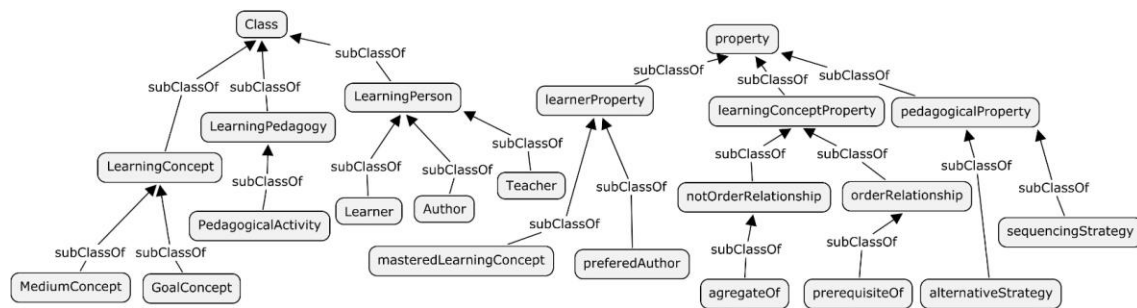 Class
property
subClassOf
subClassOf
subClassOf
subClassOf
subClassOf
subClassOf
LearningPerson
learnerProperty
learningConceptProperty
pedagogicalProperty
LearningPedagogy
LearningConcept
subClassOf
subClassOf
subClassOf
subClassOf
subClassOf
subClassOf
Teacher
notOrderRelationship
orderRelationship
subClassOf
subClassOf
subClassOf
Learner
Author
PedagogicalActivity
subClassOf
sequencingStrategy
subClassOf
subClassOf
subClassOf
subClassOf
subClassOf
masteredLearningConcept
preferedAuthor
MediumConcept
GoalConcept
agregateOf
prerequisiteOf
alternativeStrategy